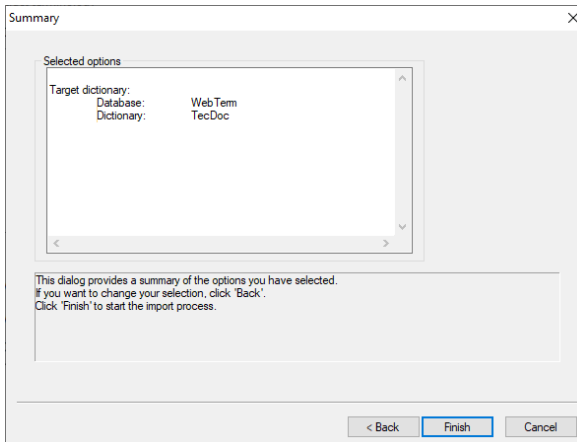 Summary
Selected options
Target dictionary:
Database: WebTerm
Dictionary: TecDoc
This dialog provides a summary of the options you have selected.
If you want to change your selection, click 'Back'.
Click 'Finish' to start the import process.
< Back Finish Cancel